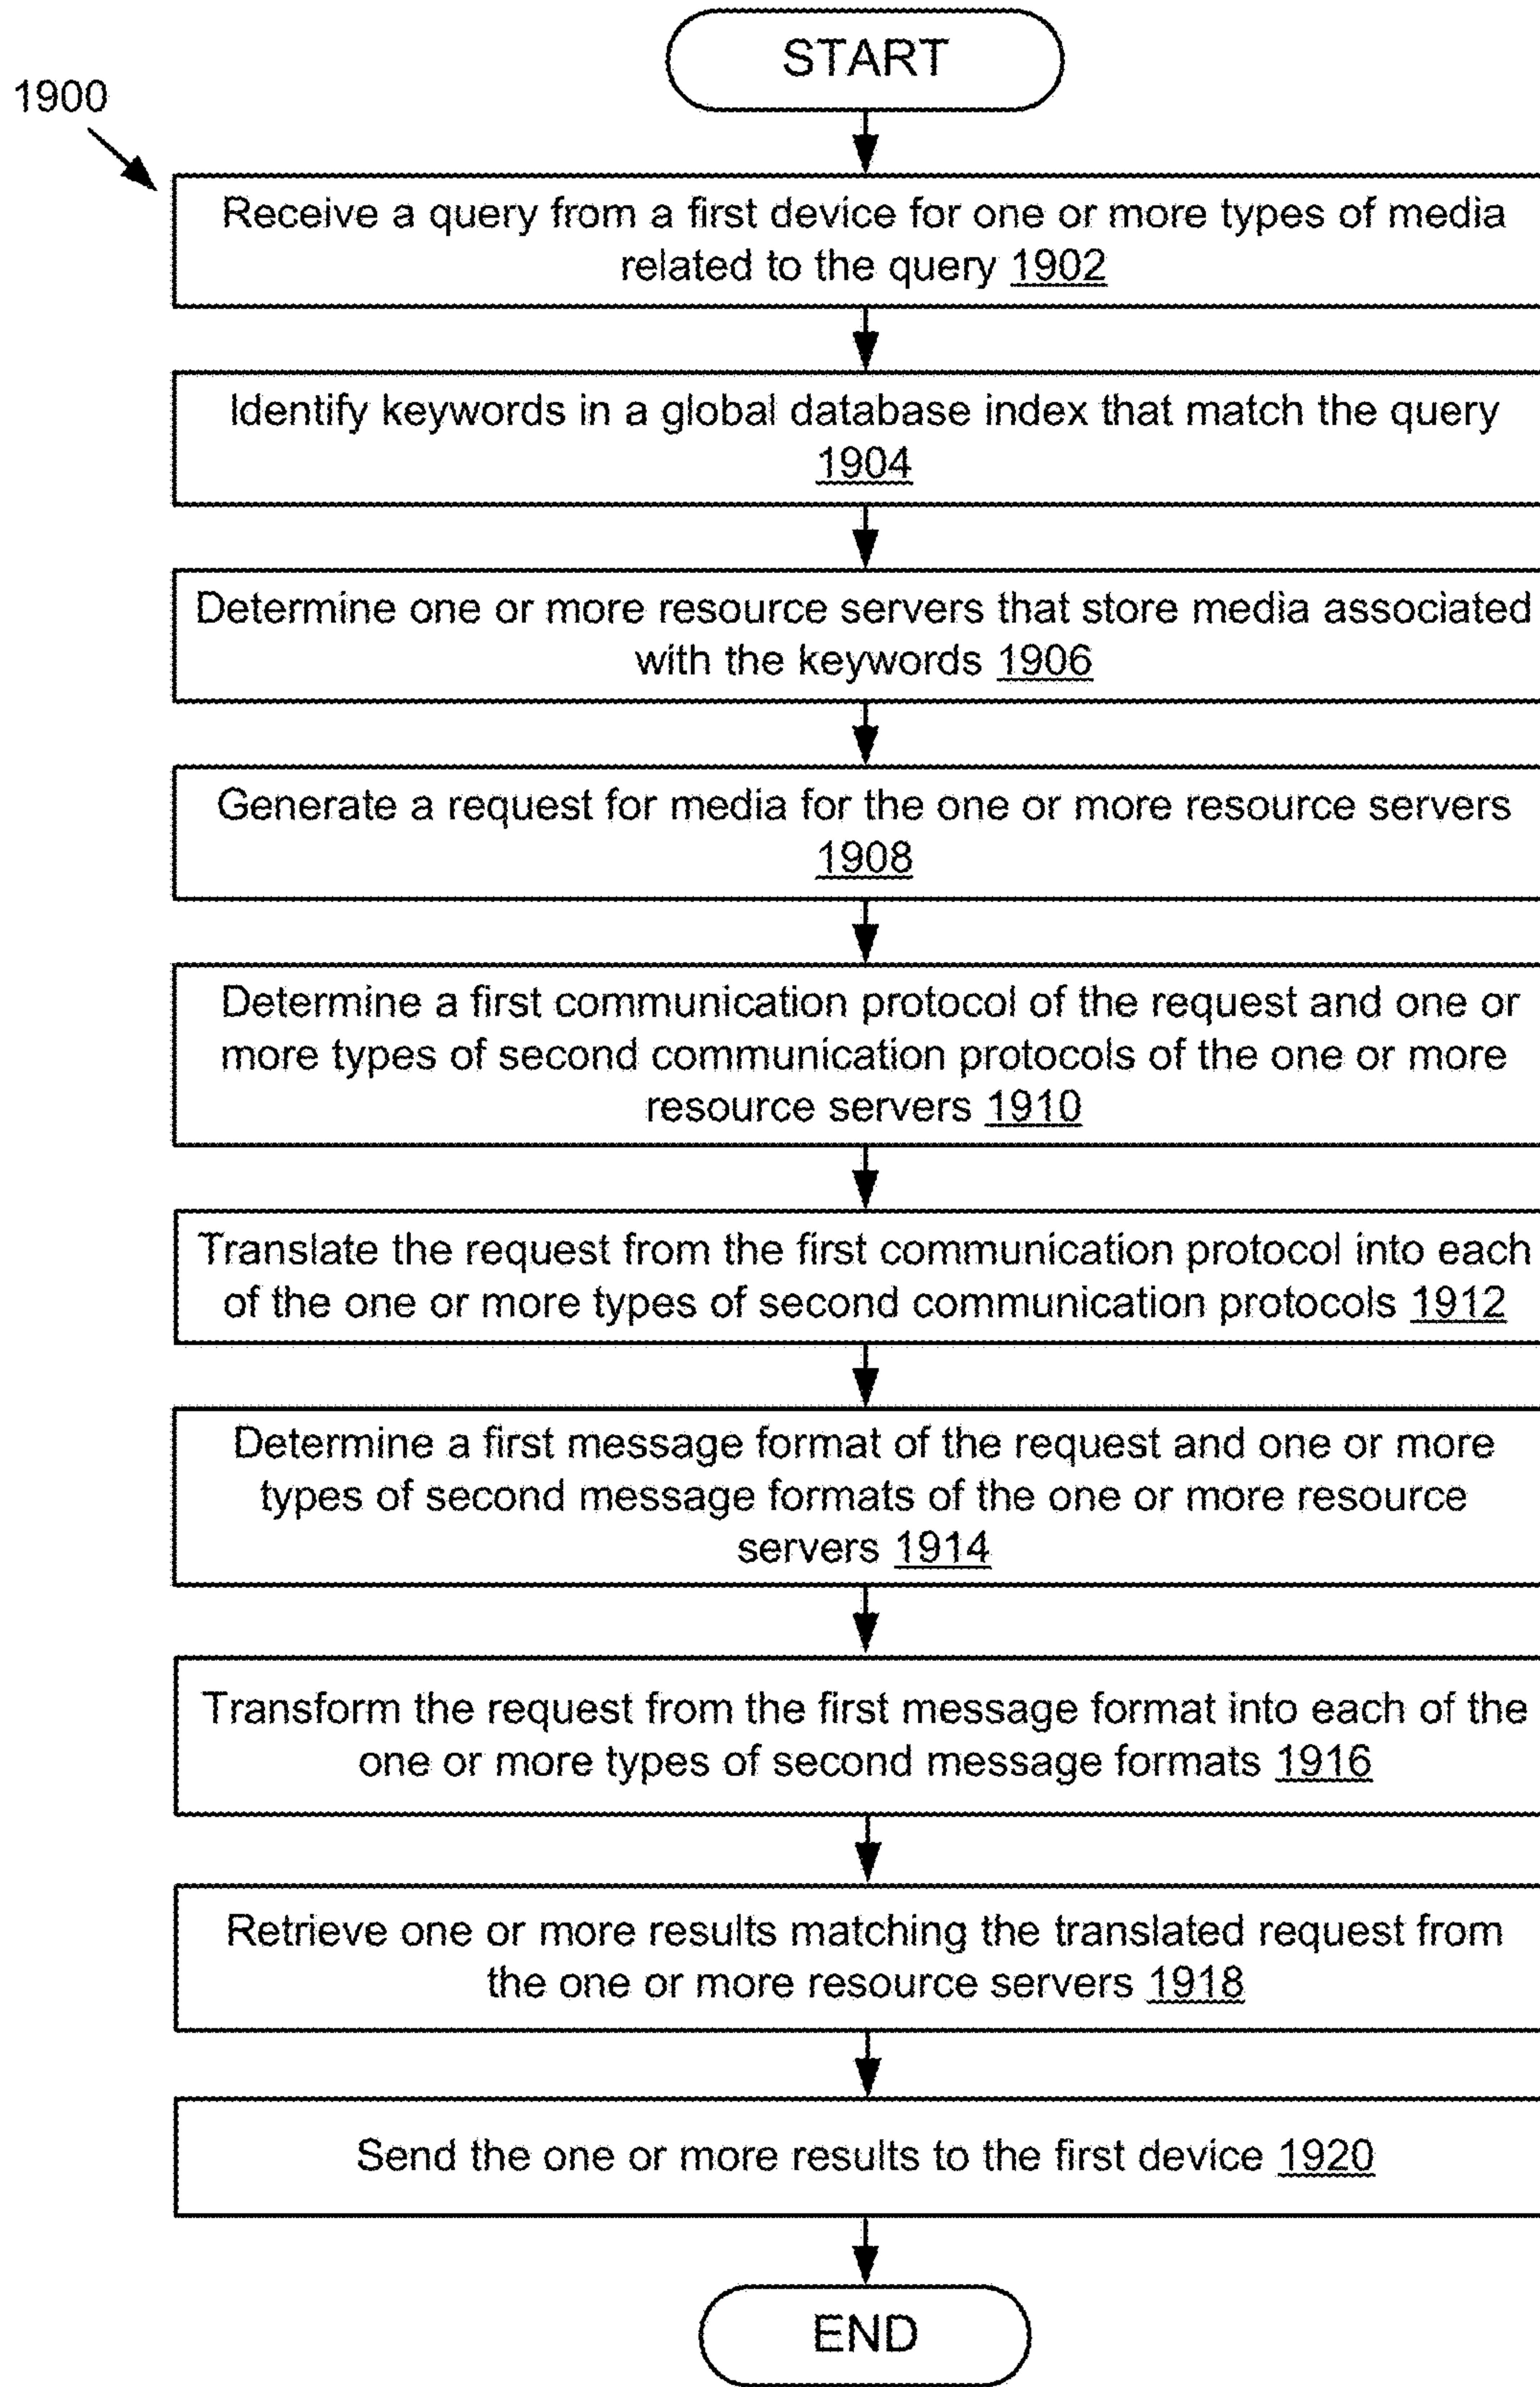 START
1900
Receive a query from a first device for one or more types of media
related to the query 1902
Identify keywords in a global database index that match the query
1904
Determine one or more resource servers that store media associated
with the keywords 1906
Generate a request for media for the one or more resource servers
1908
Determine a first communication protocol of the request and one or
more types of second communication protocols of the one or more
resource servers 1910
Translate the request from the first communication protocol into each
of the one or more types of second communication protocols 1912
Determine a first message format of the request and one or more
types of second message formats of the one or more resource
servers 1914
Transform the request from the first message format into each of the
one or more types of second message formats 1916
Retrieve one or more results matching the translated request from
the one or more resource servers 1918
Send the one or more results to the first device 1920
END